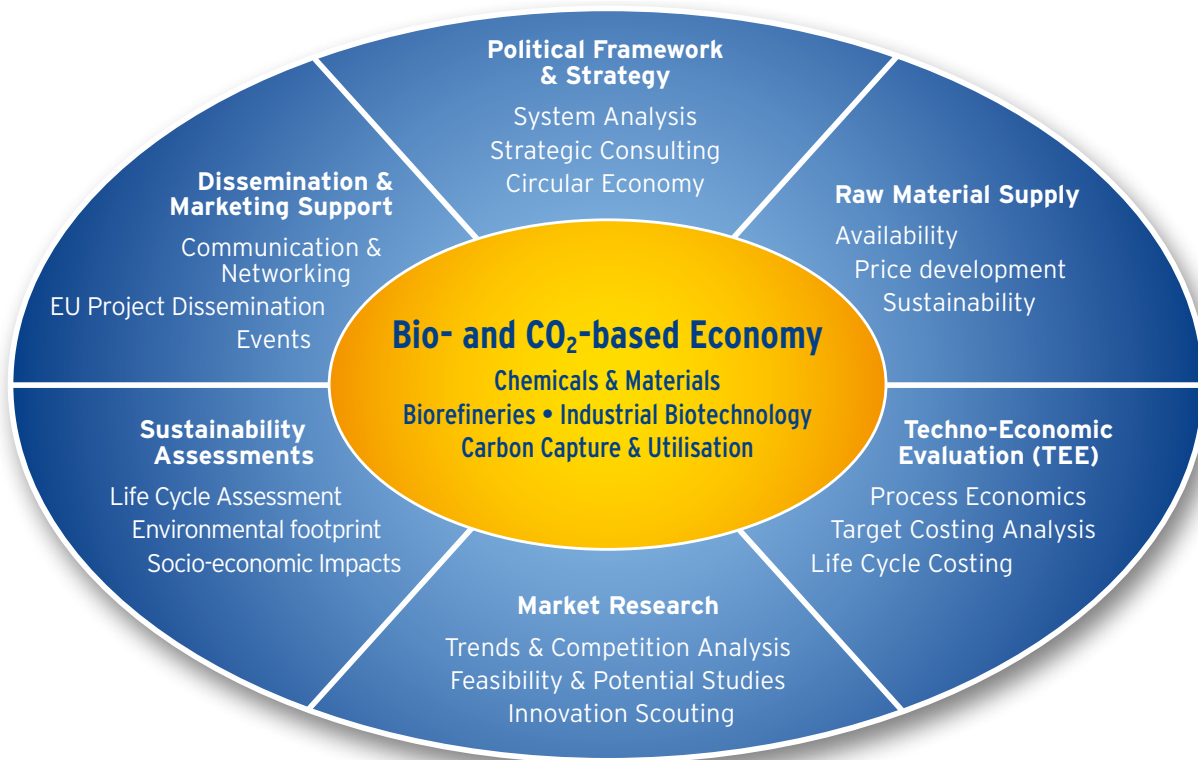 Political Framework
& Strategy
System Analysis
Strategic Consulting
Circular Economy
Raw Material Supply
Availability
Price development
Sustainability
Techno-Economic
Evaluation (TEE)
Process Economics
Target Costing Analysis
Life Cycle Costing
Market Research
Trends & Competition Analysis
Feasibility & Potential Studies
Innovation Scouting
Sustainability
Assessments
Life Cycle Assessment
Environmental footprint
Socio-economic Impacts
Dissemination &
Marketing Support
Communication &
Networking
EU Project Dissemination
Events
Bio- and CO₂-based Economy
Chemicals & Materials
Biorefineries • Industrial Biotechnology
Carbon Capture & Utilisation